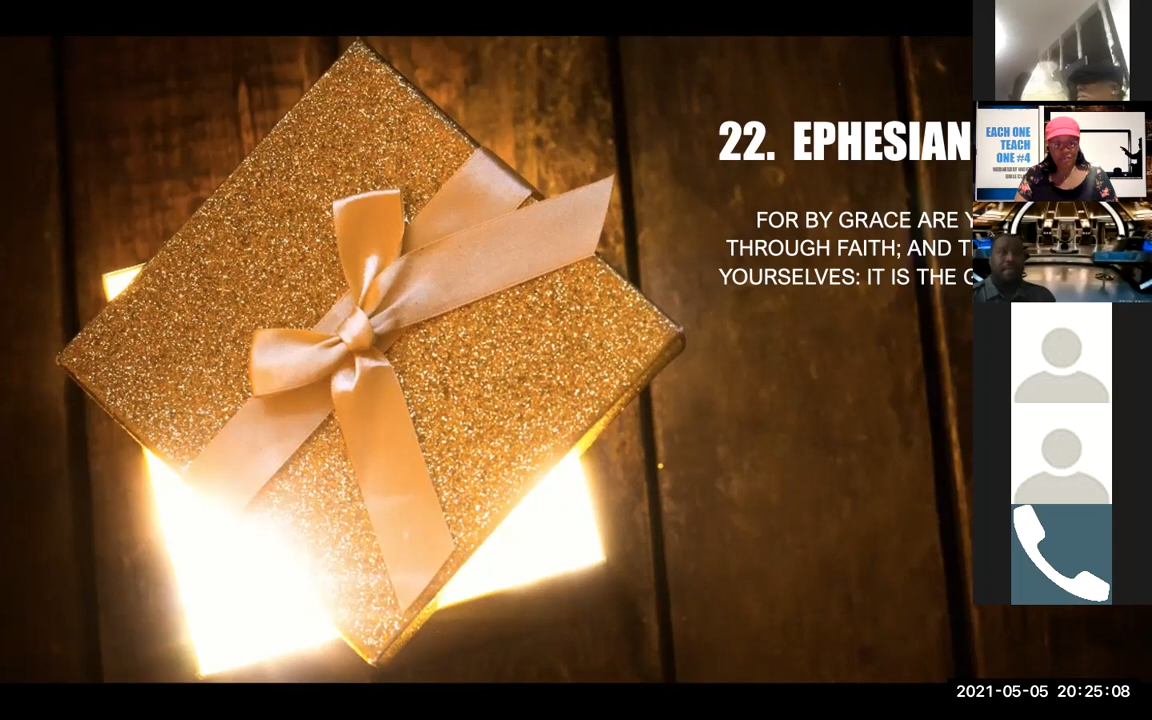 22. EPHESIAN
FOR BY GRACE ARE
THROUGH FAITH; AND
YOURSELVES: IT IS THE
EACH ONE
TEACH
ONE #4
2021-05-05 20:25:08